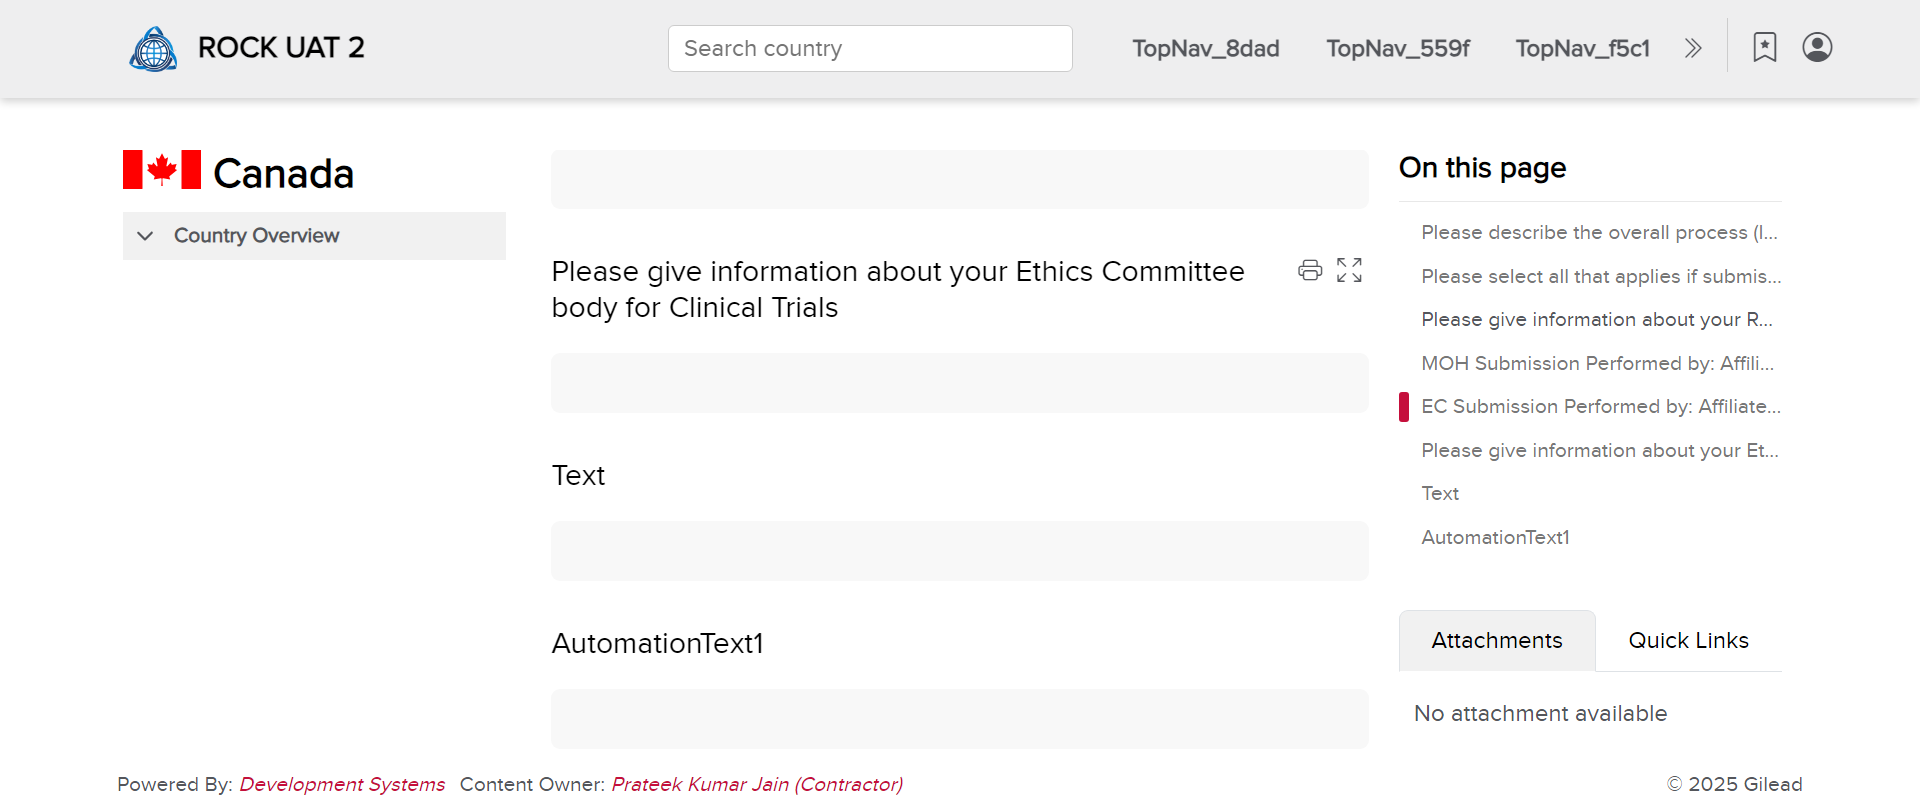 ROCK UAT 2
Search country
TopNav_8dad
TopNav_559f
TopNav_f5c1
Canada
Country Overview
Please give information about your Ethics Committee
body for Clinical Trials
Text
AutomationText1
On this page
Please describe the overall process (I...
Please select all that applies if submis...
Please give information about your R...
MOH Submission Performed by: Affili...
EC Submission Performed by: Affiliate...
Please give information about your Et...
Text
AutomationText1
Attachments
Quick Links
No attachment available
Powered By: Development Systems Content Owner: Prateek Kumar Jain (Contractor)
© 2025 Gilead